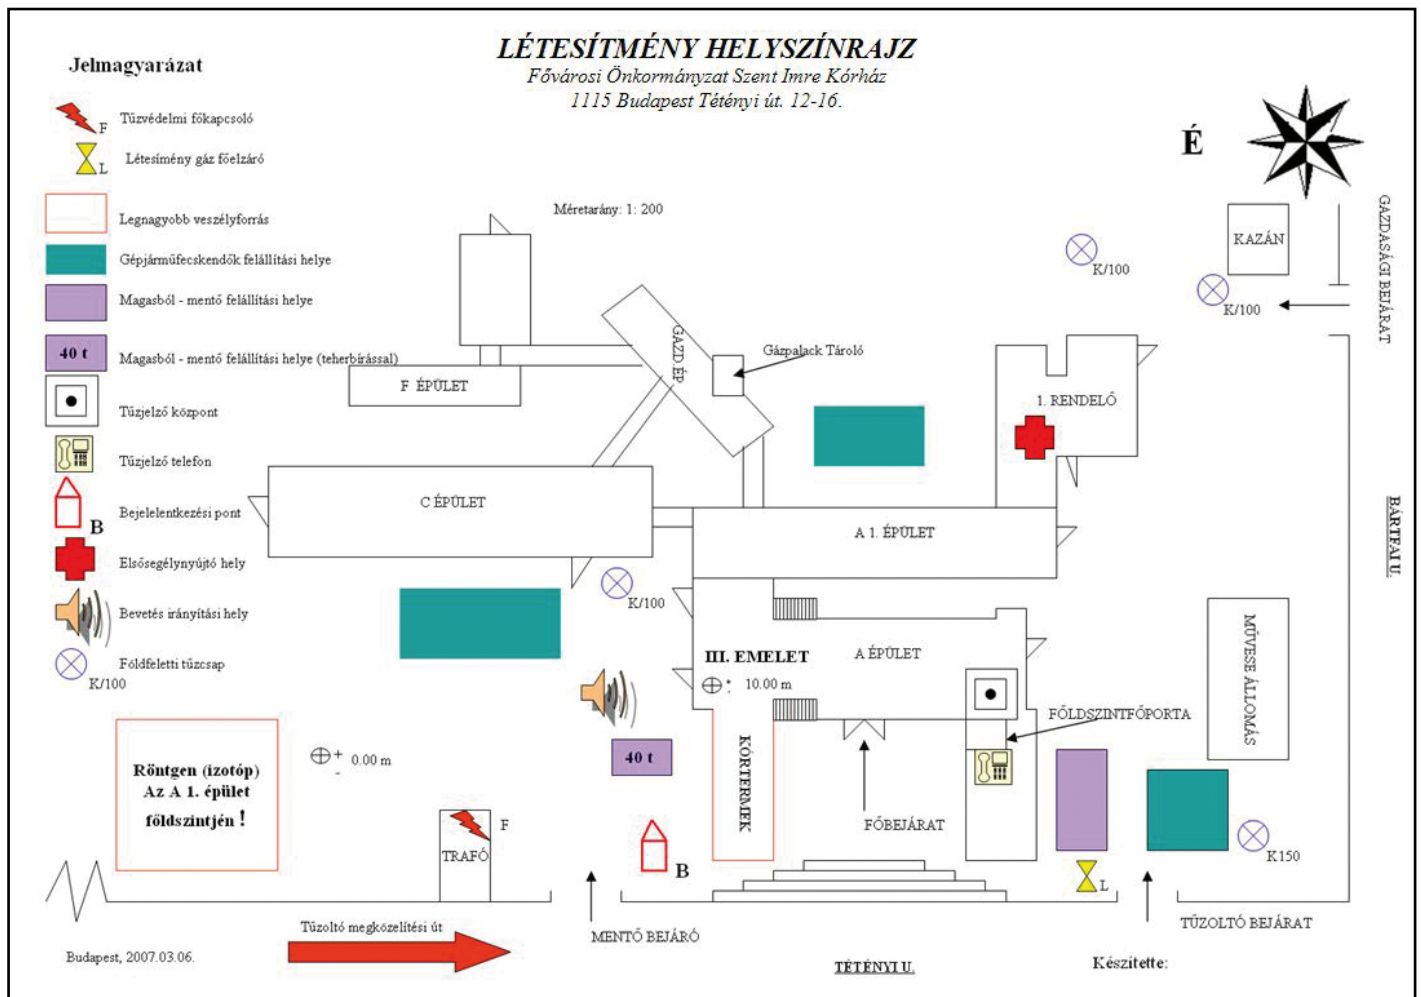 LÉTESÍTMÉNY HELYSZÍNRAJZ
Fővárosi Önkormányzat Szent Imre Kórház
1115 Budapest Tétényi út. 12-16.
Jelmagyarázat
F
Tűzvédelmi főkapcsoló
L
Létesímény gáz főelzáró
Legnagyobb veszélyforrás
Gépjárműfecskendők felállítási helye
Magasból - mentő felállítási helye
40 t
Magasból - mentő felállítási helye (teherbírással)
Tűzjelző központ
Tűzjelző telefon
B
Bejelelentkezési pont
Elsősegélynyújtó hely
Bevetés irányítási hely
Földfeletti tűzcsap
K/100
Méretarány: 1: 200
É
KAZÁN
GAZDASÁGI BEJÁRAT
K/100
K/100
GAZD.ÉP
Gázpalack Tároló
F ÉPÜLET
1. RENDELŐ
C ÉPÜLET
A 1. ÉPÜLET
BÁRTFAI U.
K/100
III. EMELET
A ÉPÜLET
+
-
10.00 m
MŰVESE ÁLLOMÁS
FŐLDSZINTFŐPORTA
40 t
KÓRTERMEK
+
-
0.00 m
Röntgen (izotóp)
Az A 1. épület
földszintjén !
F
TRAFÓ
FŐBEJÁRAT
B
L
K150
Tűzoltó megközelítési út
MENTŐ BEJÁRÓ
TŰZOLTÓ BEJÁRAT
Budapest, 2007.03.06.
TÉTÉNYI U.
Készítette: